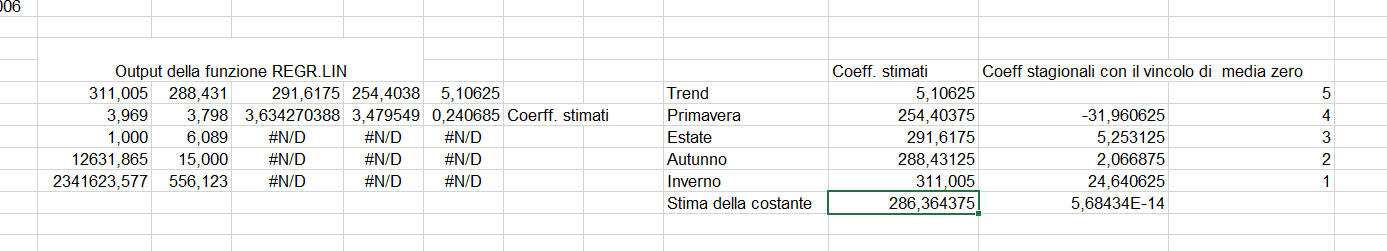 006
Output della funzione REGR.LIN Coeff. stimati Coeff stagionali con il vincolo di media zero
311,005 288,431 291,6175 254,4038 5,10625 Trend 5,10625 5
3,969 3,798 3,634270388 3,479549 0,240685 Coerff. stimati Primavera 254,40375 -31,960625 4
1,000 6,089 #N/D #N/D #N/D Estate 291,6175 5,253125 3
12631,865 15,000 #N/D #N/D #N/D Autunno 288,43125 2,066875 2
2341623,577 556,123 #N/D #N/D #N/D Inverno 311,005 24,640625 1
Stima della costante 286,364375 5,68434E-14